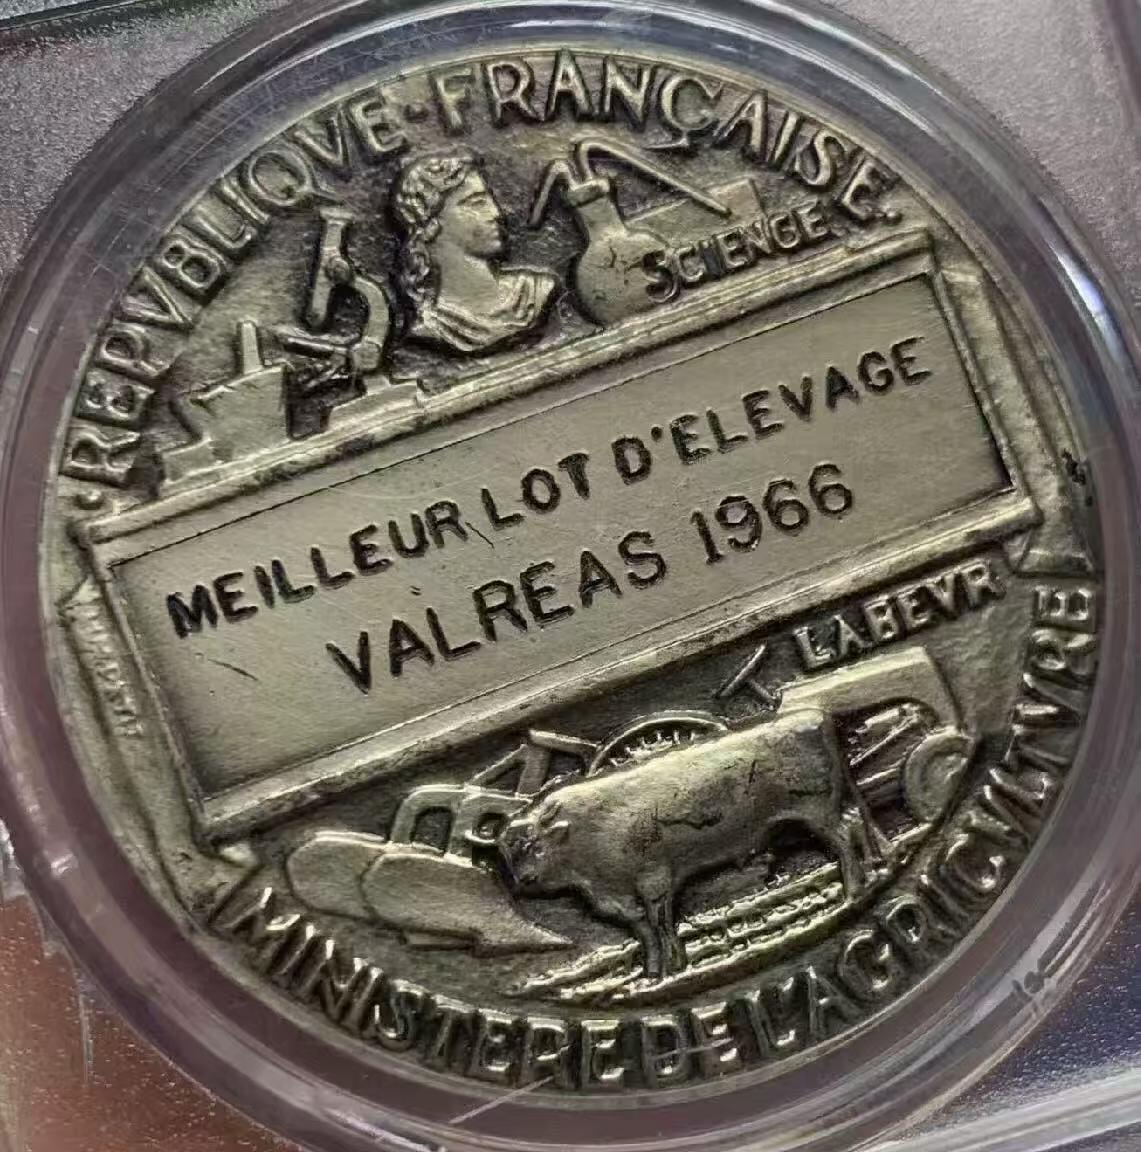 ·REPVBLIQVE·FRANÇAISE·
SCIENCE
MEILLEUR LOT D'ELEVAGE
VALREAS 1966
LABEVR
MINISTERE DE L'AGRICVLTVRE